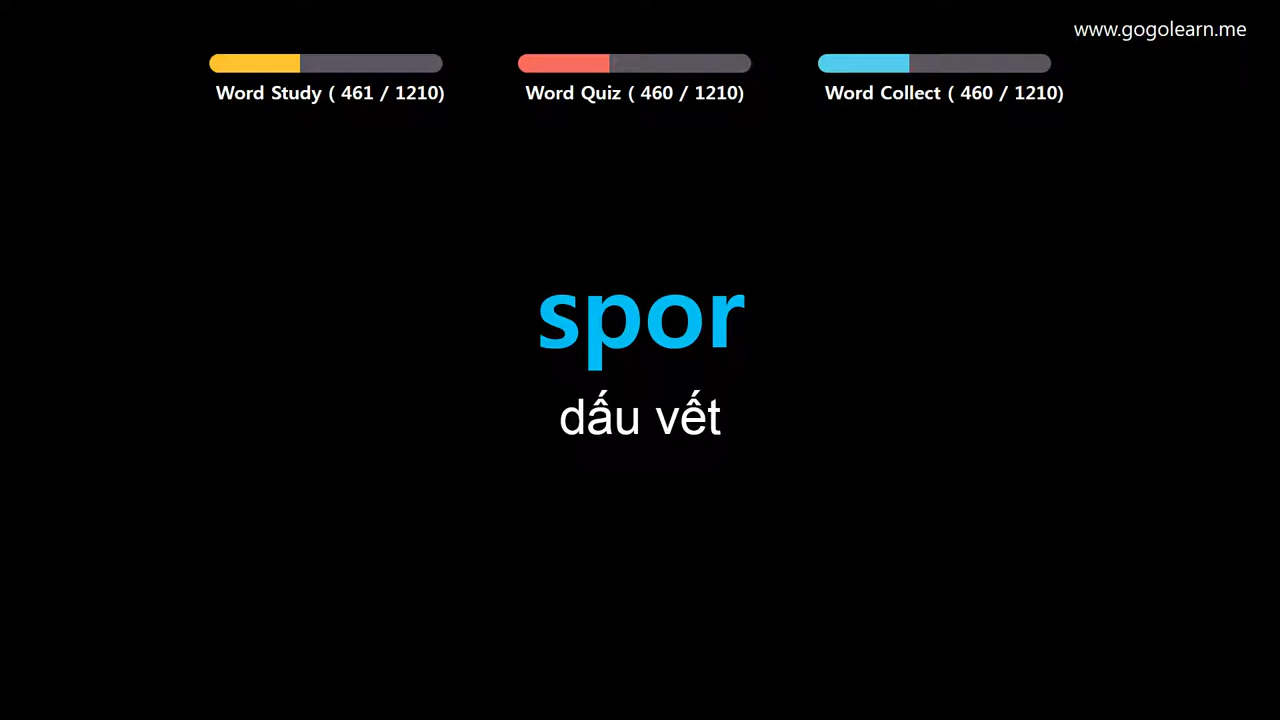 www.gogolearn.me
Word Study ( 461 / 1210)
Word Quiz ( 460 / 1210)
Word Collect ( 460 / 1210)
spor
dấu vết